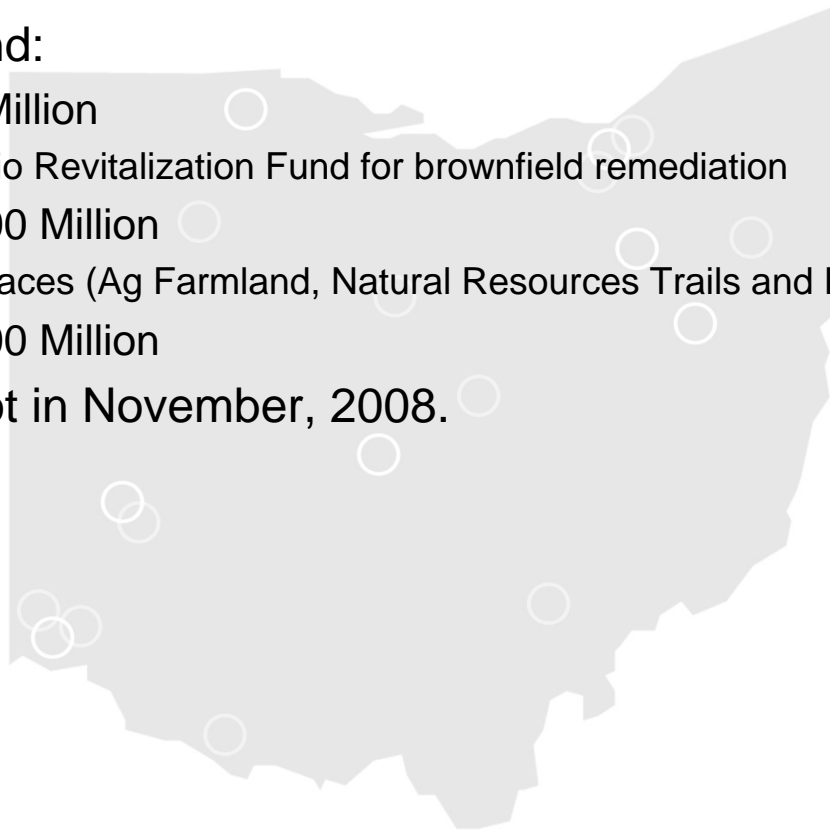 nd:
Million
io Revitalization Fund for brownfield remediation
00 Million
aces (Ag Farmland, Natural Resources Trails and
00 Million
ot in November, 2008.